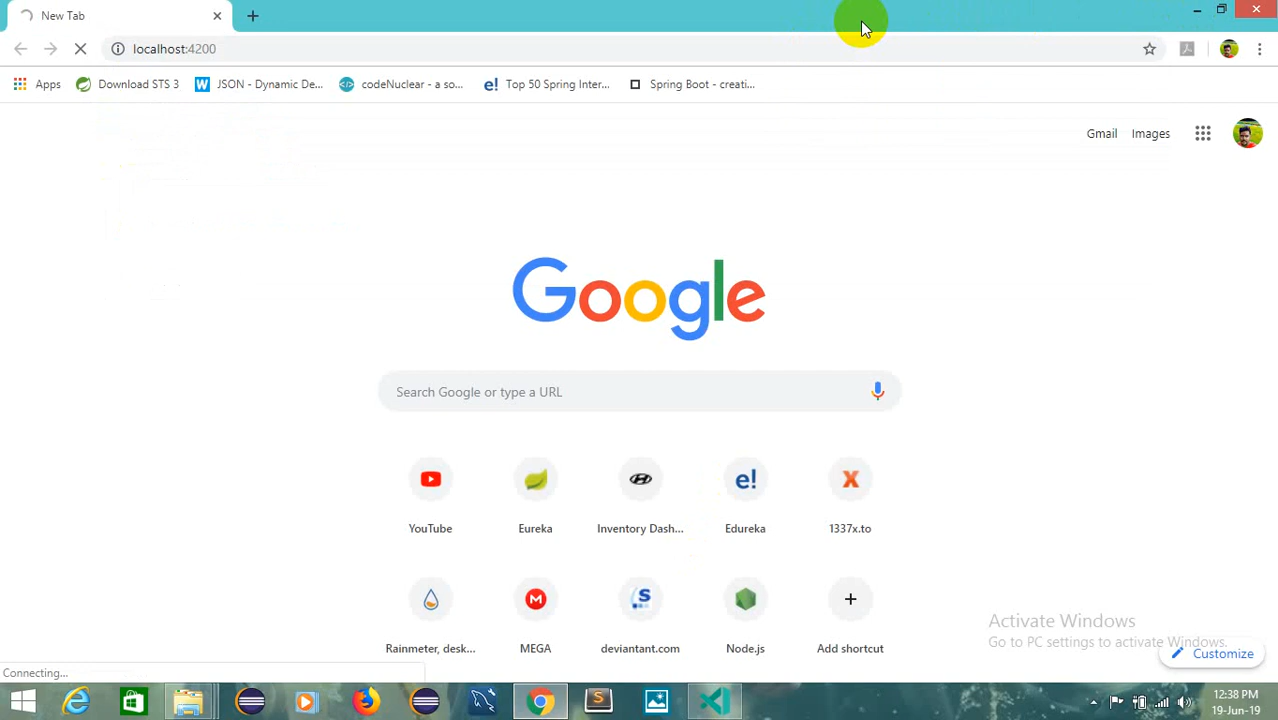 New Tab
localhost:4200
Apps Download STS 3 JSON - Dynamic De... codeNuclear - a so... e! Top 50 Spring Inter... Spring Boot - creati...
Gmail Images
Google
Search Google or type a URL
e! X
YouTube Eureka Inventory Dash... Edureka 1337x.to
M S
Rainmeter, desk... MEGA deviantant.com Node.js Add shortcut
Activate Windows
Go to PC settings to activate Windows.
Customize
Connecting...
12:38 PM
19-Jun-19